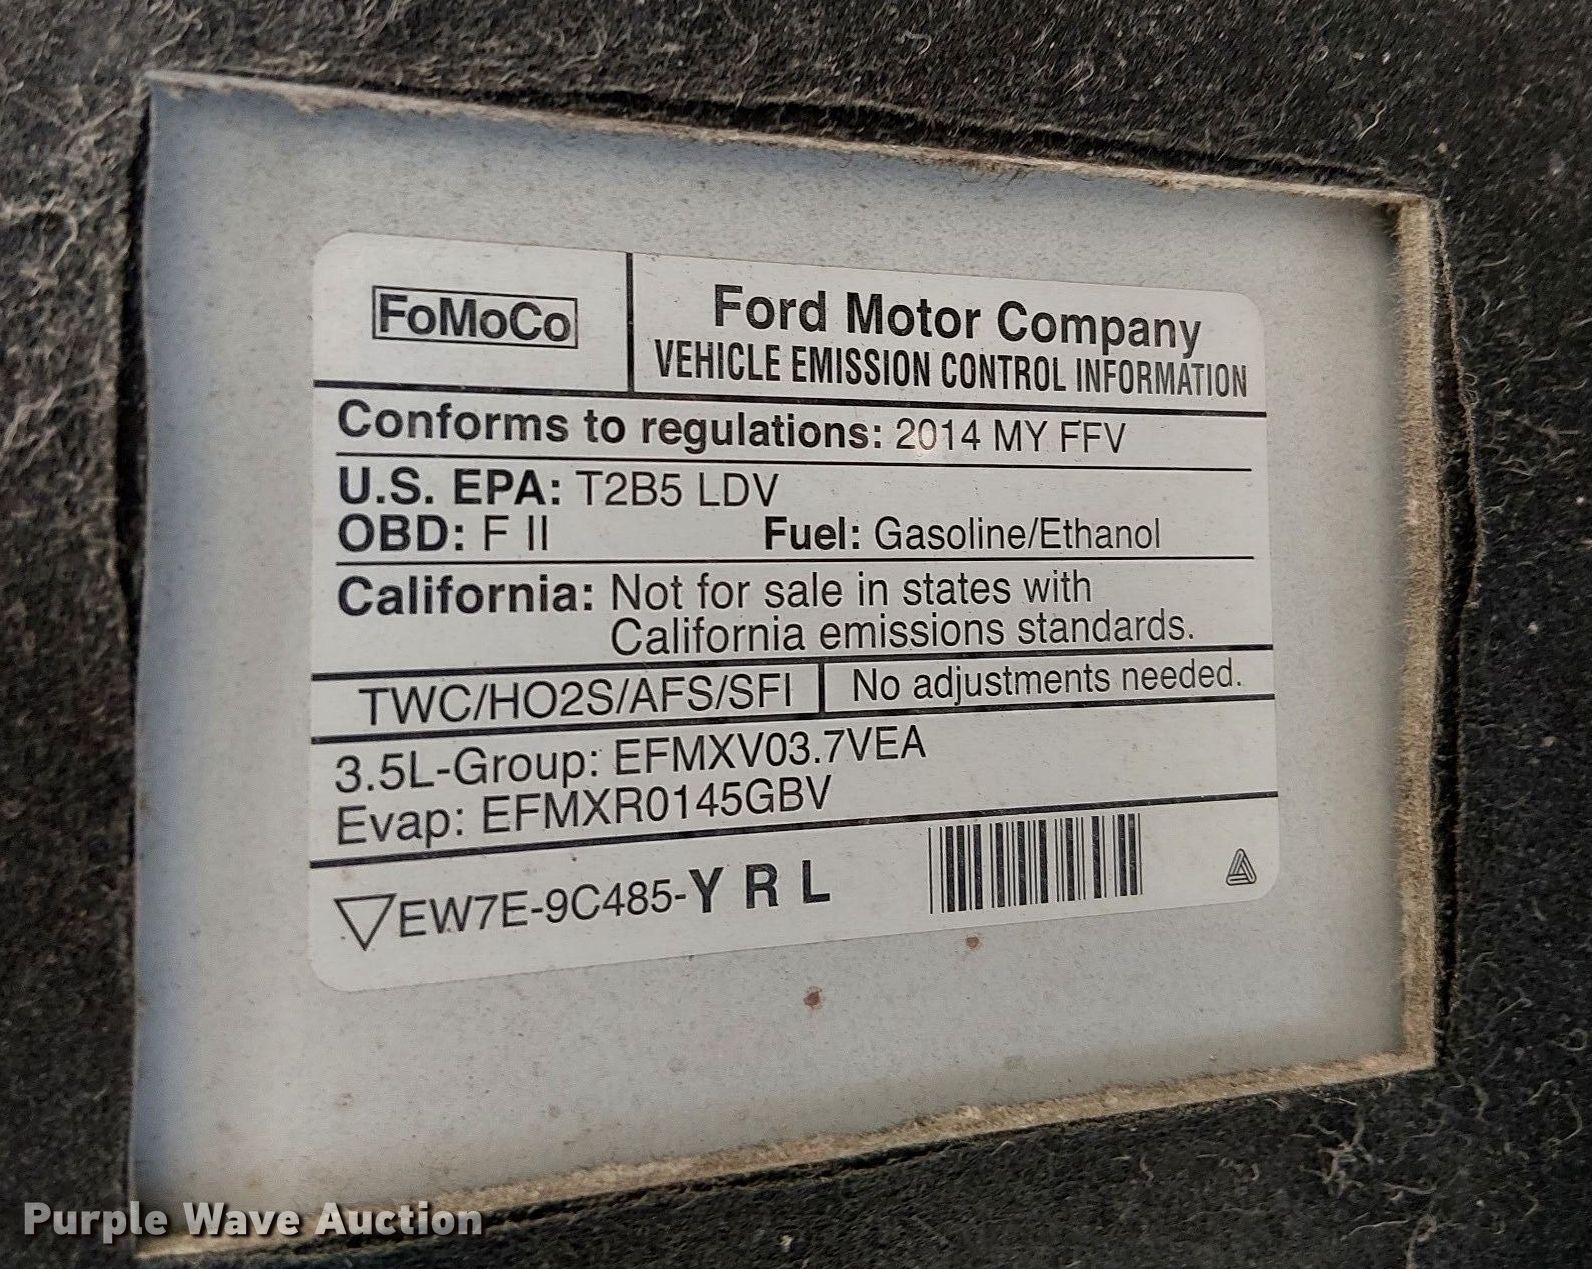 FoMoCo
Ford Motor Company
VEHICLE EMISSION CONTROL INFORMATION
Conforms to regulations: 2014 MY FFV
U.S. EPA: T2B5 LDV
OBD: F II Fuel: Gasoline/Ethanol
California: Not for sale in states with
California emissions standards.
TWC/HO2S/AFS/SFI No adjustments needed.
3.5L-Group: EFMXV03.7VEA
Evap: EFMXR0145GBV
EW7E-9C485-Y R L
Purple Wave Auction